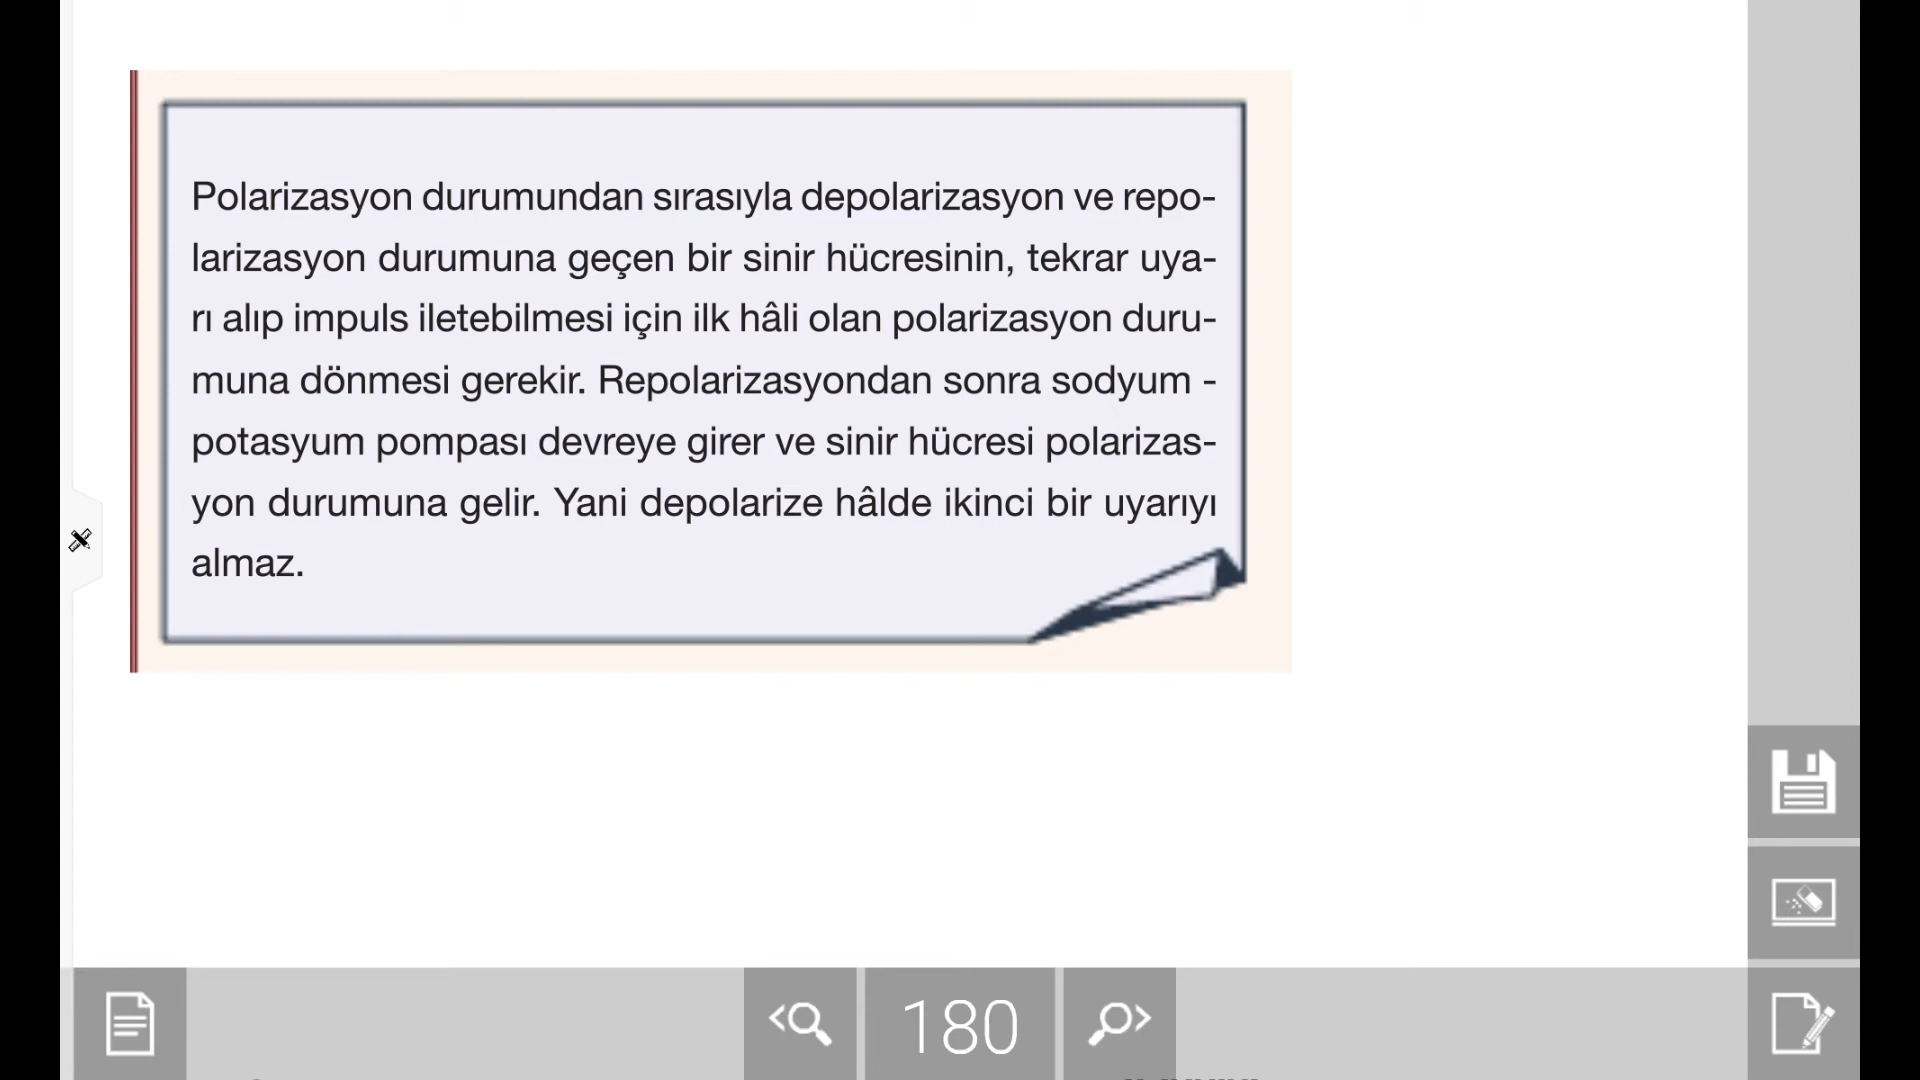 Polarizasyon durumundan sırasıyla depolarizasyon ve repo-
larizasyon durumuna geçen bir sinir hücresinin, tekrar uya-
rı alıp impuls iletebilmesi için ilk hâli olan polarizasyon duru-
muna dönmesi gerekir. Repolarizasyondan sonra sodyum -
potasyum pompası devreye girer ve sinir hücresi polarizas-
yon durumuna gelir. Yani depolarize hâlde ikinci bir uyarıyı
almaz.
180